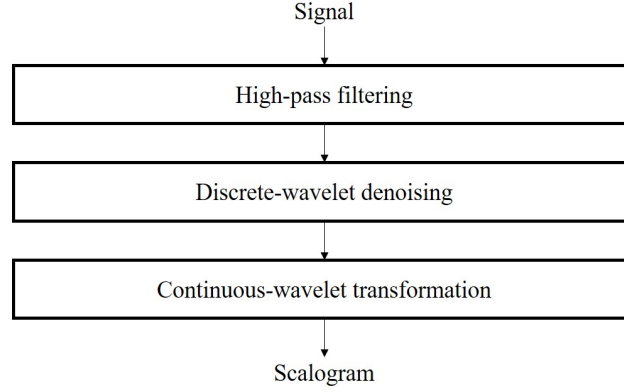 Signal
High-pass filtering
Discrete-wavelet denoising
Continuous-wavelet transformation
Scalogram